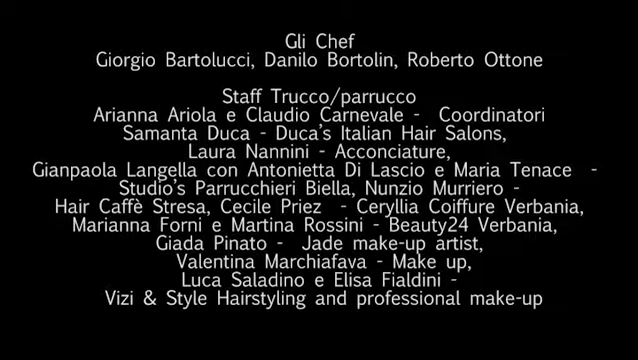 Gli Chef
Giorgio Bartolucci, Danilo Bortolin, Roberto Ottone
Staff Trucco/parrucco
Arianna Ariola e Claudio Carnevale - Coordinatori
Samanta Duca - Duca's Italian Hair Salons,
Laura Nannini - Acconciature,
Gianpaola Langella con Antonietta Di Lascio e Maria Tenace -
Studio's Parrucchieri Biella, Nunzio Murriero -
Hair Caffè Stresa, Cecile Priez - Ceryllia Coiffure Verbania,
Marianna Forni e Martina Rossini - Beauty24 Verbania,
Giada Pinato - Jade make-up artist,
Valentina Marchiafava - Make up,
Luca Saladino e Elisa Fialdini -
Vizi & Style Hairstyling and professional make-up